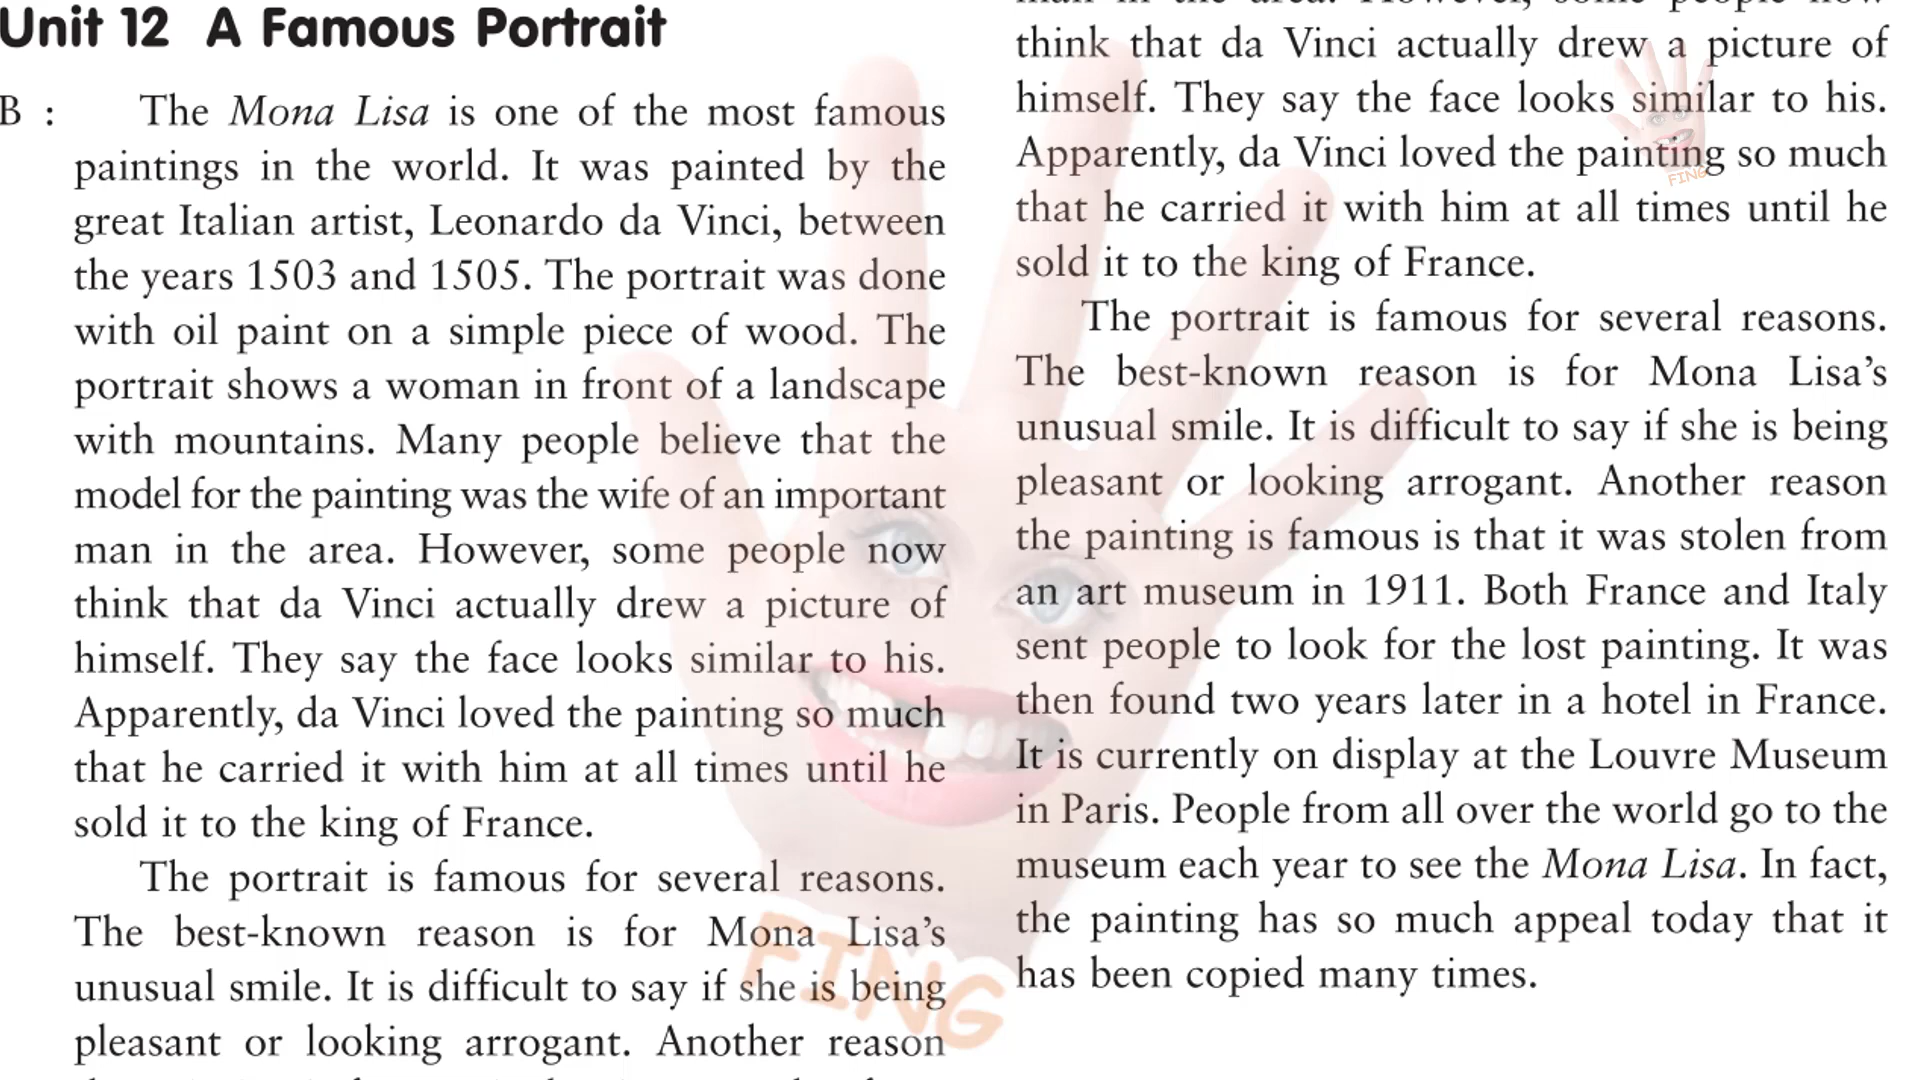 Unit 12 A Famous Portrait
B : The Mona Lisa is one of the most famous
paintings in the world. It was painted by the
great Italian artist, Leonardo da Vinci, between
the years 1503 and 1505. The portrait was done
with oil paint on a simple piece of wood. The
portrait shows a woman in front of a landscape
with mountains. Many people believe that the
model for the painting was the wife of an important
man in the area. However, some people now
think that da Vinci actually drew a picture of
himself. They say the face looks similar to his.
Apparently, da Vinci loved the painting so much
that he carried it with him at all times until he
sold it to the king of France.
The portrait is famous for several reasons.
The best-known reason is for Mona Lisa's
unusual smile. It is difficult to say if she is being
pleasant or looking arrogant. Another reason
man in the area. However, some people now
think that da Vinci actually drew a picture of
himself. They say the face looks similar to his.
Apparently, da Vinci loved the painting so much
that he carried it with him at all times until he
sold it to the king of France.
The portrait is famous for several reasons.
The best-known reason is for Mona Lisa's
unusual smile. It is difficult to say if she is being
pleasant or looking arrogant. Another reason
the painting is famous is that it was stolen from
an art museum in 1911. Both France and Italy
sent people to look for the lost painting. It was
then found two years later in a hotel in France.
It is currently on display at the Louvre Museum
in Paris. People from all over the world go to the
museum each year to see the Mona Lisa. In fact,
the painting has so much appeal today that it
has been copied many times.
FING
FING